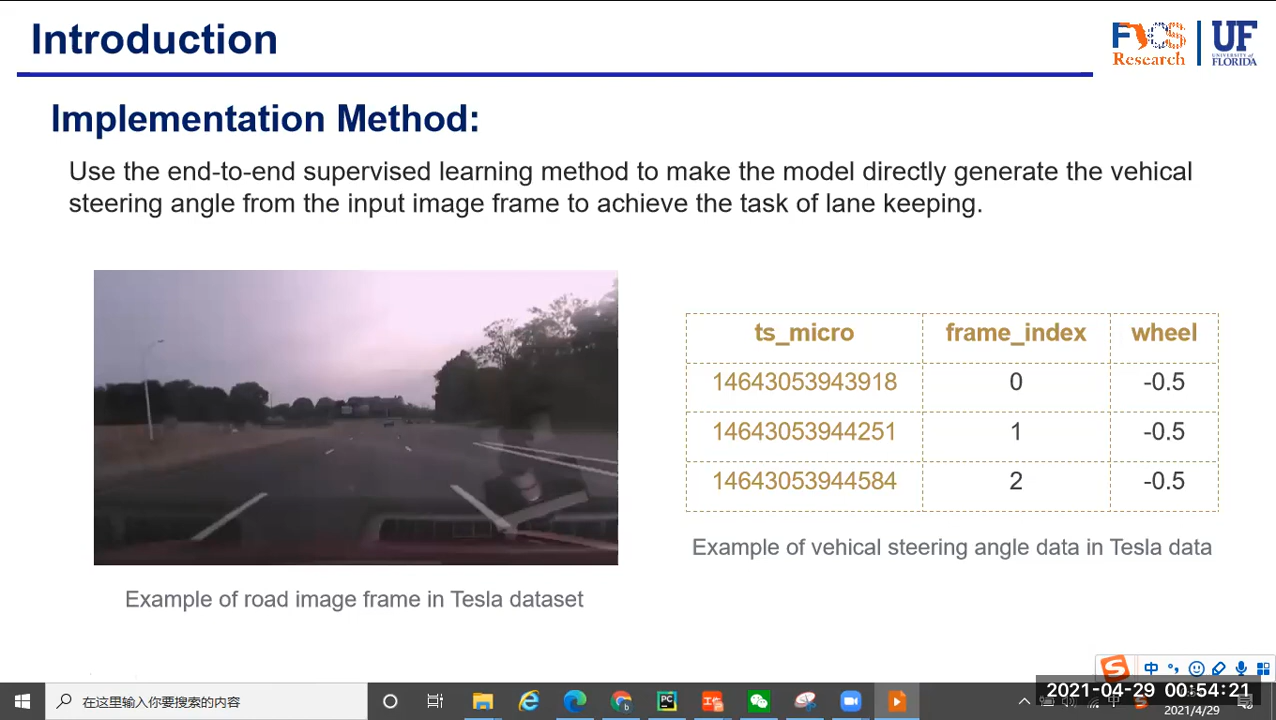 Introduction
Research
UF
UNIVERSITY of
FLORIDA
Implementation Method:
Use the end-to-end supervised learning method to make the model directly generate the vehical
steering angle from the input image frame to achieve the task of lane keeping.
ts_micro frame_index wheel
14643053943918 0 -0.5
14643053944251 1 -0.5
14643053944584 2 -0.5
Example of vehical steering angle data in Tesla data
Example of road image frame in Tesla dataset
中
在这里输入你要搜索的内容
PC
2021-04-29 00:54:21
2021/4/29